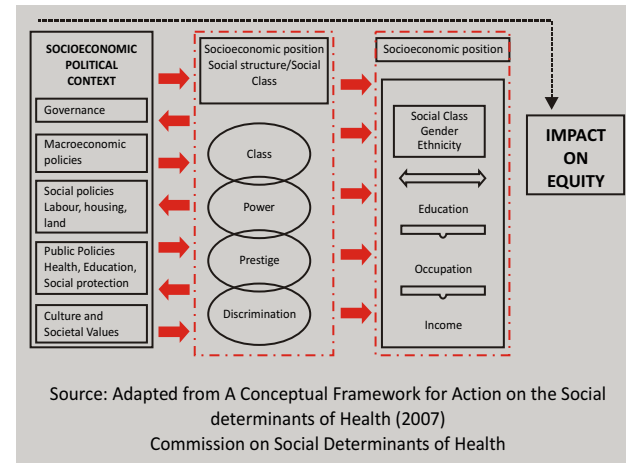 SOCIOECONOMIC
POLITICAL
CONTEXT
Governance
Macroeconomic
policies
Social policies
Labour, housing,
land
Public Policies
Health, Education,
Social protection
Culture and
Societal Values
Socioeconomic position
Social structure/Social
Class
Class
Power
Prestige
Discrimination
Socioeconomic position
Social Class
Gender
Ethnicity
Education
Occupation
Income
IMPACT
ON
EQUITY
Source: Adapted from A Conceptual Framework for Action on the Social
determinants of Health (2007)
Commission on Social Determinants of Health